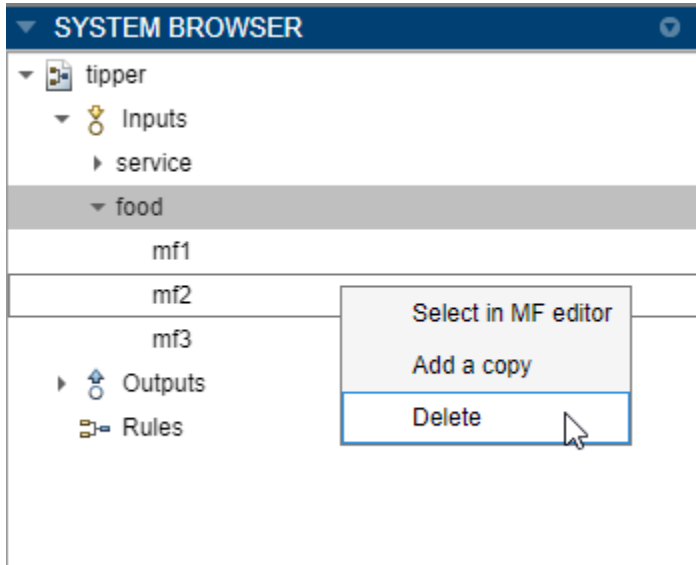 SYSTEM BROWSER
tipper
Inputs
service
food
mf1
mf2
mf3
Outputs
Rules
Select in MF editor
Add a copy
Delete